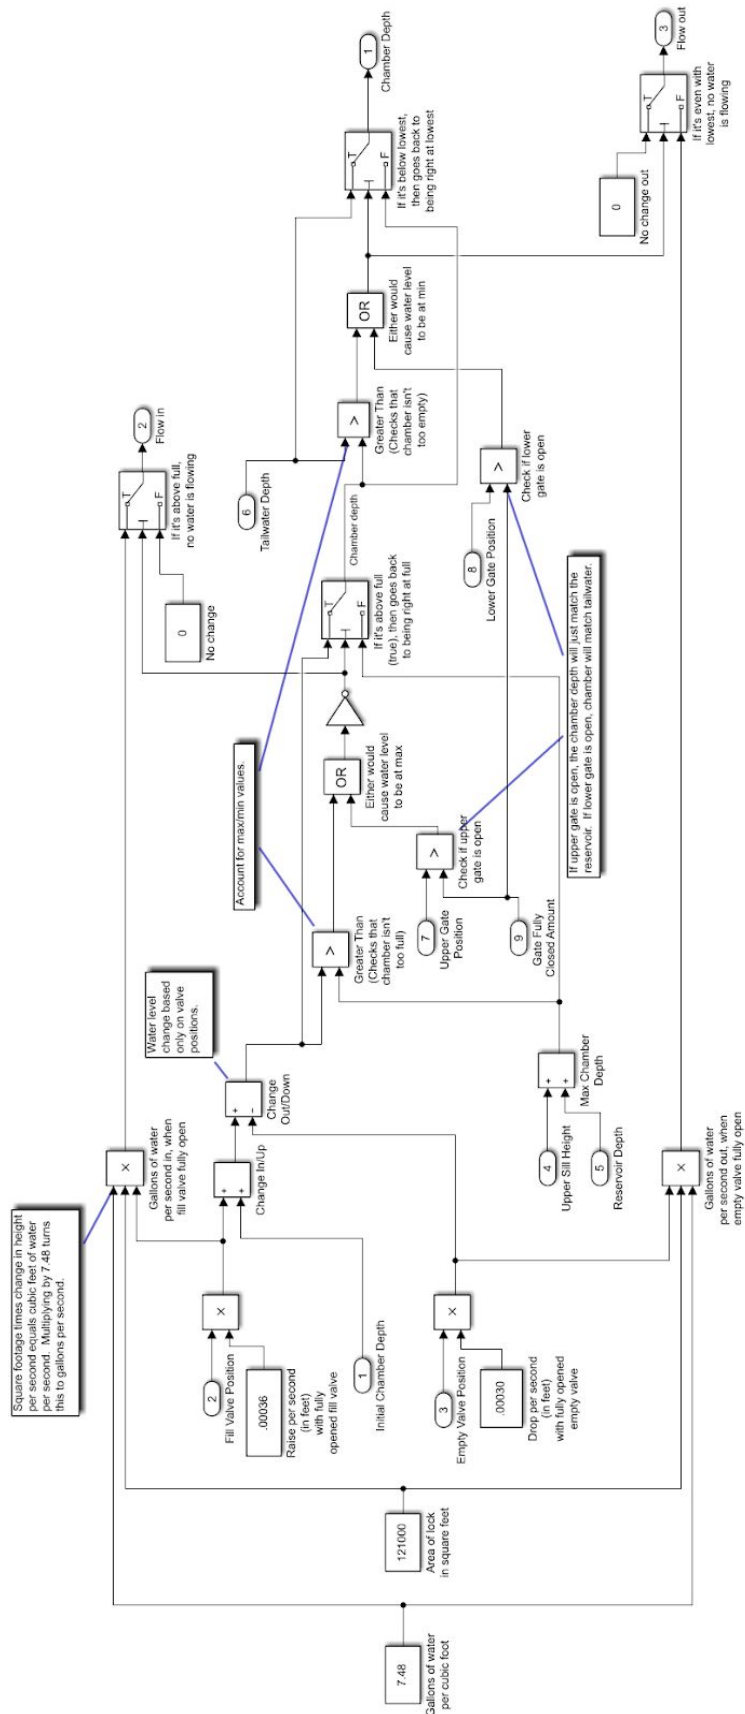 Square footage times change in height
per second equals cubic feet of water
per second. Multiplying by 7.48 turns
this to gallons per second.
7.48
Gallons of water
per cubic foot
121000
Area of lock
in square feet
2
Fill Valve Position
.00036
Raise per second
(in feet)
with fully
opened fill valve
×
1
Initial Chamber Depth
3
Empty Valve Position
.00030
Drop per second
(in feet)
with fully opened
empty valve
×
×
Gallons of water
per second in, when
fill valve fully open
+
+
Change In/Up
+
−
Change
Out/Down
Water level
change based
only on valve
positions.
4
Upper Sill Height
5
Reservoir Depth
+
+
Max Chamber
Depth
×
Gallons of water
per second out, when
empty valve fully open
Account for max/min values.
>
Greater Than
(Checks that
chamber isn't
too full)
7
Upper Gate
Position
9
Gate Fully
Closed Amount
>
Check if upper
gate is open
OR
Either would
cause water level
to be at max
If upper gate is open, the chamber depth will just match the
reservoir. If lower gate is open, chamber will match tailwater.
0
No change
T
F
If it's above full,
no water is flowing
2
Flow in
T
F
If it's above full
(true), then goes back
to being right at full
Chamber depth
6
Tailwater Depth
>
Greater Than
(Checks that
chamber isn't
too empty)
8
Lower Gate Position
>
Check if lower
gate is open
OR
Either would
cause water level
to be at min
T
F
If it's below lowest,
then goes back to
being right at lowest
1
Chamber Depth
0
No change out
T
F
If it's even with
lowest, no water
is flowing
3
Flow out